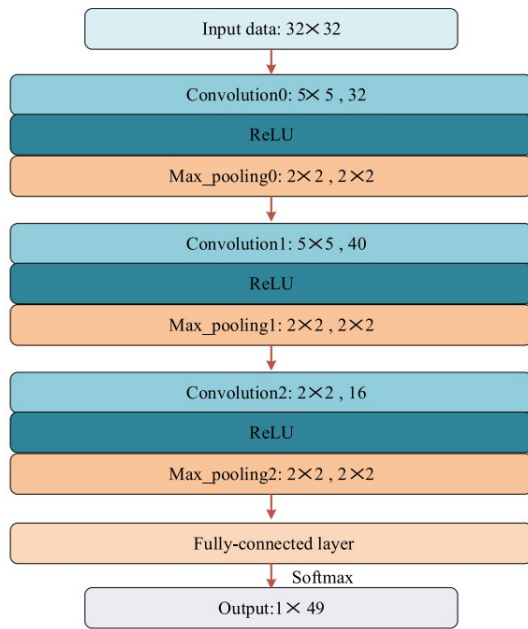 Input data: 32×32
Convolution0: 5×5 , 32
ReLU
Max_pooling0: 2×2 , 2×2
Convolution1: 5×5 , 40
ReLU
Max_pooling1: 2×2 , 2×2
Convolution2: 2×2 , 16
ReLU
Max_pooling2: 2×2 , 2×2
Fully-connected layer
Softmax
Output:1× 49